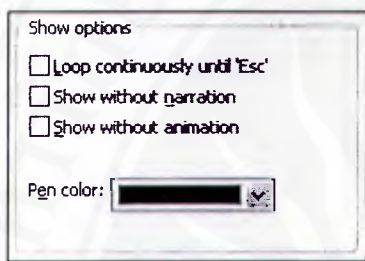 Show options
Loop continuously until 'Esc'
Show without narration
Show without animation
Pen color: